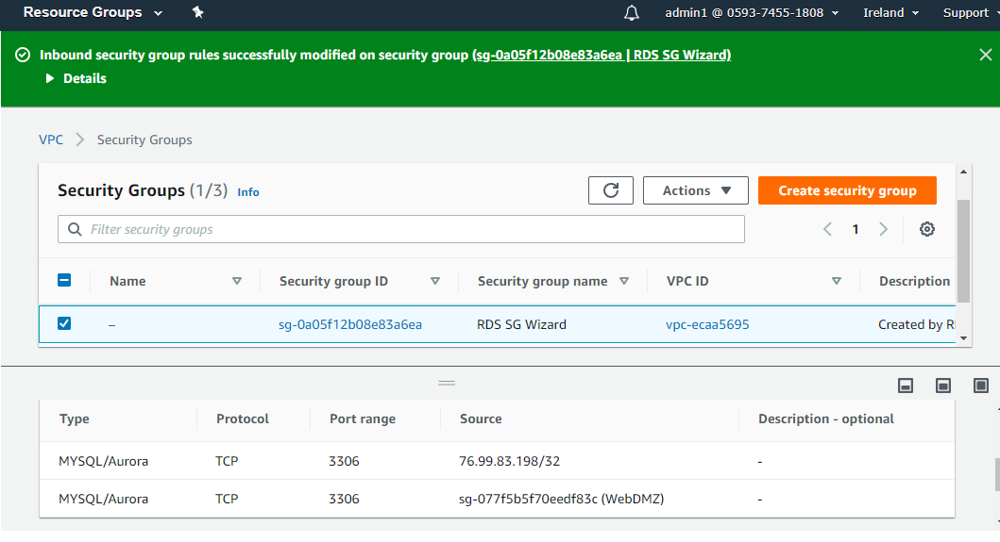 Resource Groups admin1 @ 0593-7455-1808 Ireland Support
Inbound security group rules successfully modified on security group (sg-0a05f12b08e83a6ea | RDS SG Wizard)
Details
VPC Security Groups
Security Groups (1/3) Info Actions Create security group
Filter security groups 1
Name Security group ID Security group name VPC ID Description
– sg-0a05f12b08e83a6ea RDS SG Wizard vpc-ecaa5695 Created by R
Type Protocol Port range Source Description - optional
MYSQL/Aurora TCP 3306 76.99.83.198/32 -
MYSQL/Aurora TCP 3306 sg-077f5b5f70eedf83c (WebDMZ) -